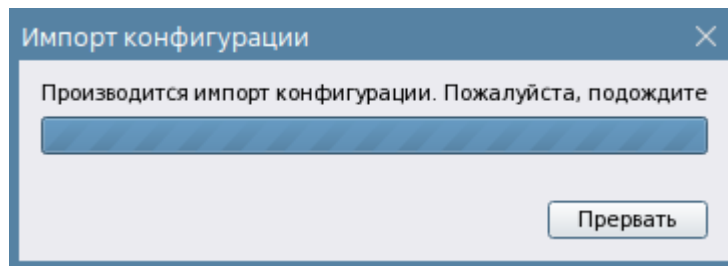 Импорт конфигурации
Производится импорт конфигурации. Пожалуйста, подождите
Прервать